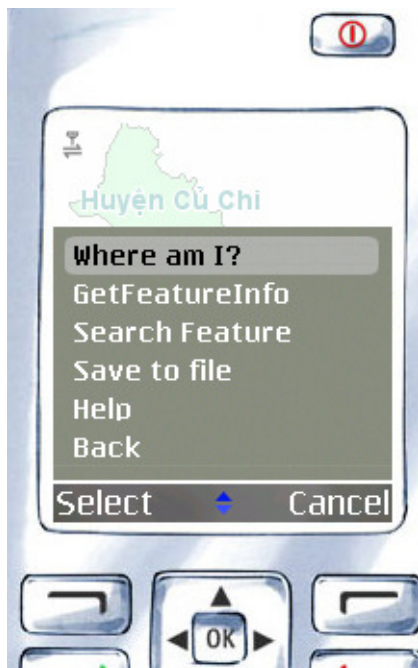 Huyện Củ Chi
Where am I?
GetFeatureInfo
Search Feature
Save to file
Help
Back
Select Cancel
OK